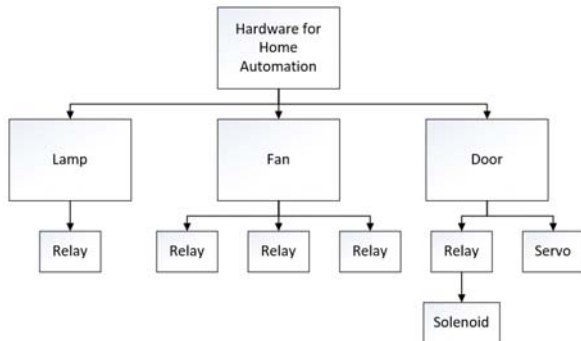 Hardware for
Home
Automation
Lamp
Fan
Door
Relay
Relay
Relay
Relay
Relay
Servo
Solenoid